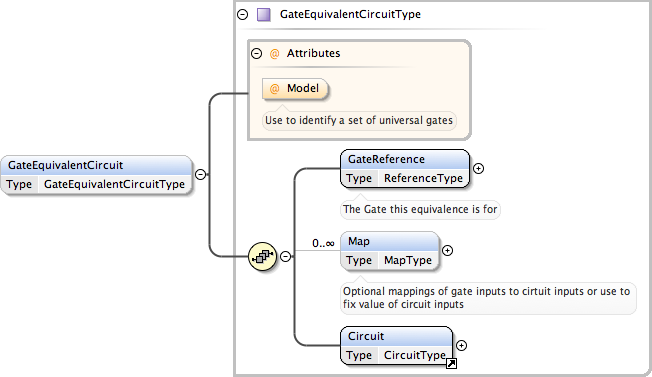 GateEquivalentCircuitType
@ Attributes
@ Model
Use to identify a set of universal gates
GateEquivalentCircuit
Type GateEquivalentCircuitType
GateReference
Type ReferenceType
The Gate this equivalence is for
0..∞
Map
Type MapType
Optional mappings of gate inputs to cirtuit inputs or use to
fix value of circuit inputs
Circuit
Type CircuitType